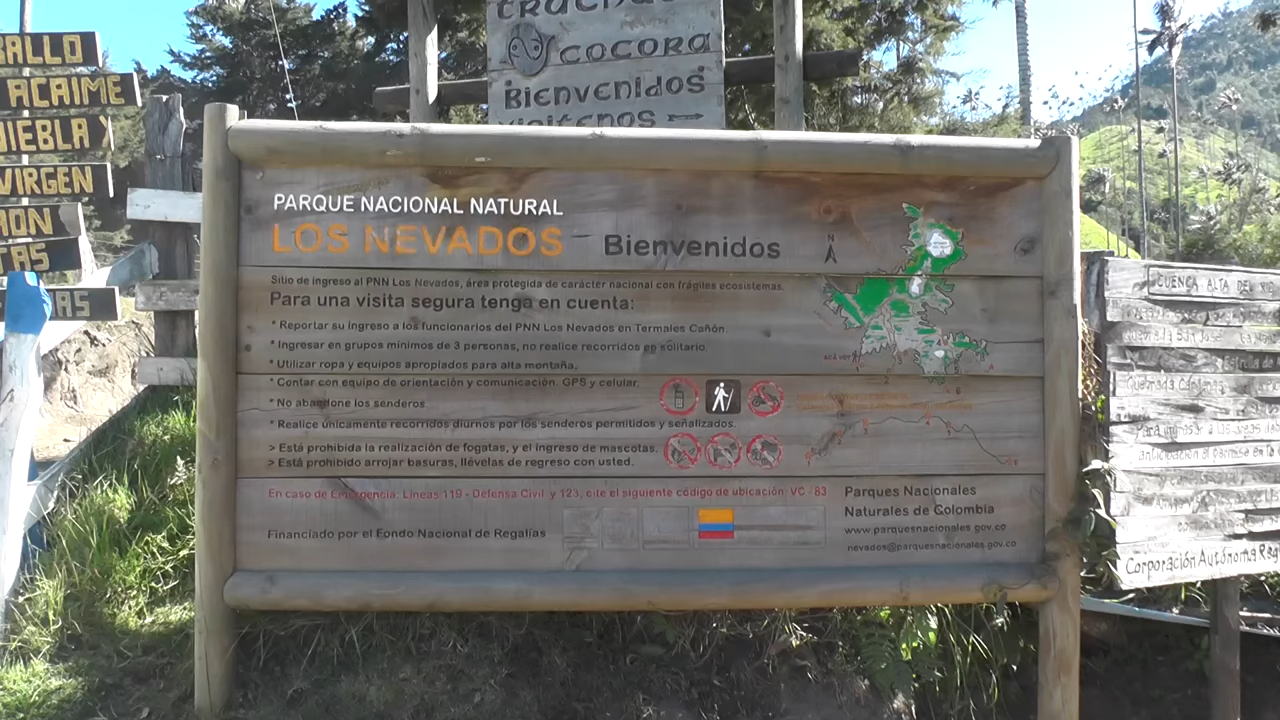 COCORA
Bienvenidos
ACAIME
VIRGEN
PARQUE NACIONAL NATURAL
LOS NEVADOS Bienvenidos
N
Sitio de ingreso al PNN Los Nevados, área protegida de carácter nacional con frágiles ecosistemas.
Para una visita segura tenga en cuenta:
* Reportar su ingreso a los funcionarios del PNN Los Nevados en Termales Cañón.
* Ingresar en grupos mínimos de 3 personas, no realice recorridos en solitario.
* Utilizar ropa y equipos apropiados para alta montaña.
* Contar con equipo de orientación y comunicación. GPS y celular.
* No abandone los senderos.
* Realice únicamente recorridos diurnos por los senderos permitidos y señalizados.
> Está prohibida la realización de fogatas, y el ingreso de mascotas.
> Está prohibido arrojar basuras, llévelas de regreso con usted.
En caso de Emergencia: Líneas 119 - Defensa Civil y 123, cite el siguiente código de ubicación: VC - 83
Financiado por el Fondo Nacional de Regalías
Parques Nacionales
Naturales de Colombia
www.parquesnacionales.gov.co
nevados@parquesnacionales.gov.co
CUENCA ALTA DEL
Quebrada San José
Quebrada Cárdenas
Corporación Autónoma Reg